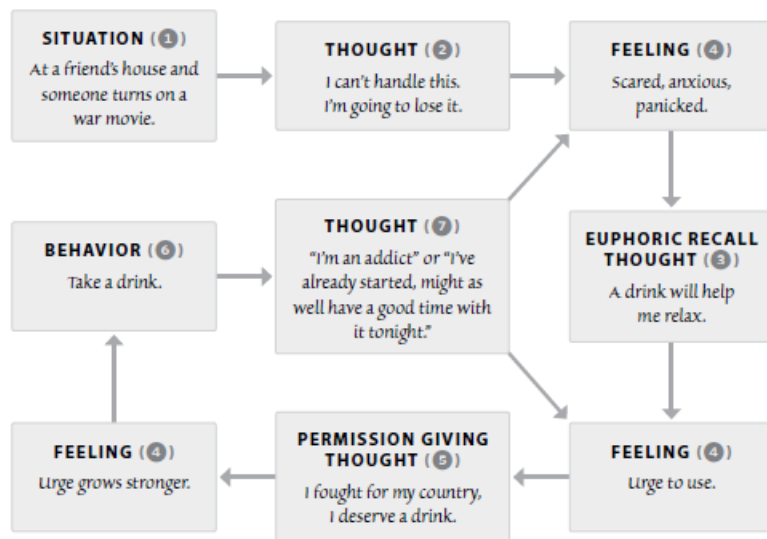 SITUATION (1)
At a friend's house and
someone turns on a
war movie.
THOUGHT (2)
I can't handle this.
I'm going to lose it.
FEELING (4)
Scared, anxious,
panicked.
BEHAVIOR (6)
Take a drink.
THOUGHT (7)
"I'm an addict" or "I've
already started, might as
well have a good time with
it tonight."
EUPHORIC RECALL
THOUGHT (3)
A drink will help
me relax.
FEELING (4)
Urge grows stronger.
PERMISSION GIVING
THOUGHT (5)
I fought for my country,
I deserve a drink.
FEELING (4)
Urge to use.